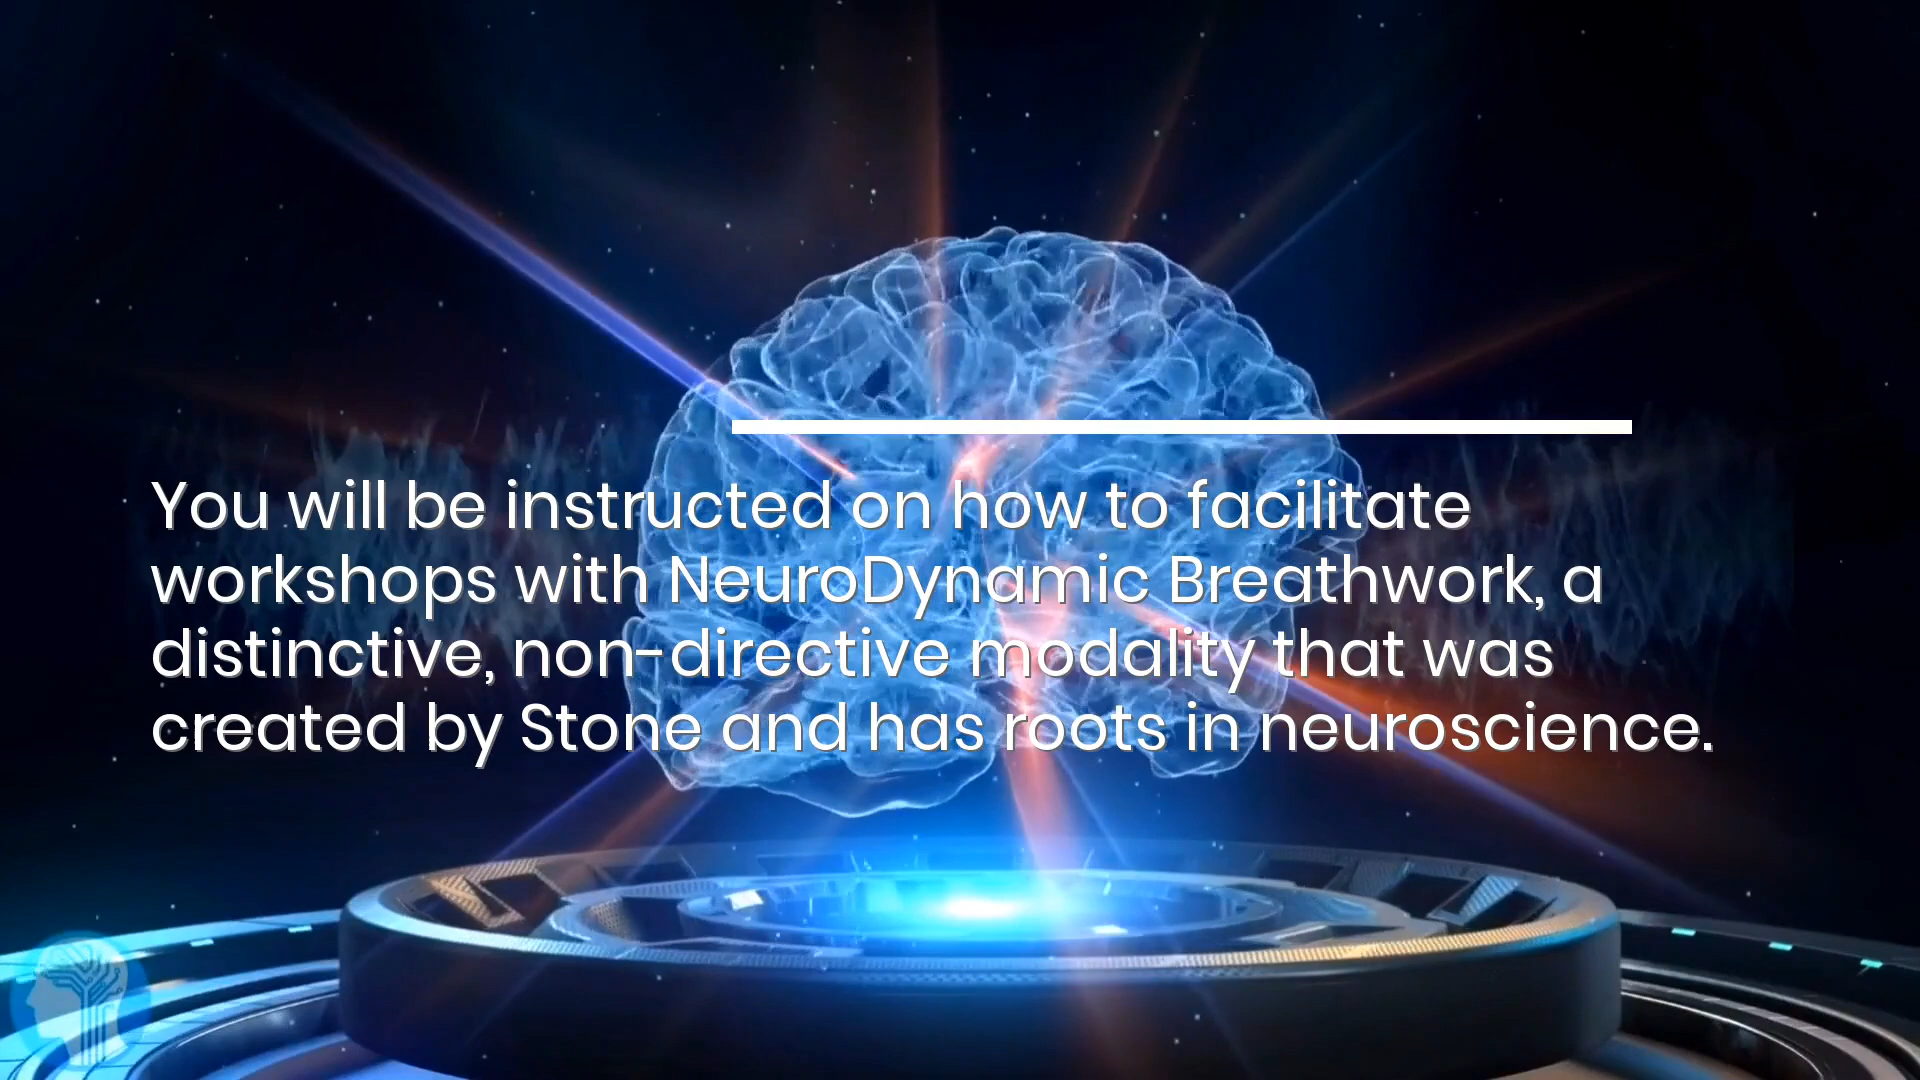 You will be instructed on how to facilitate
workshops with NeuroDynamic Breathwork, a
distinctive, non-directive modality that was
created by Stone and has roots in neuroscience.